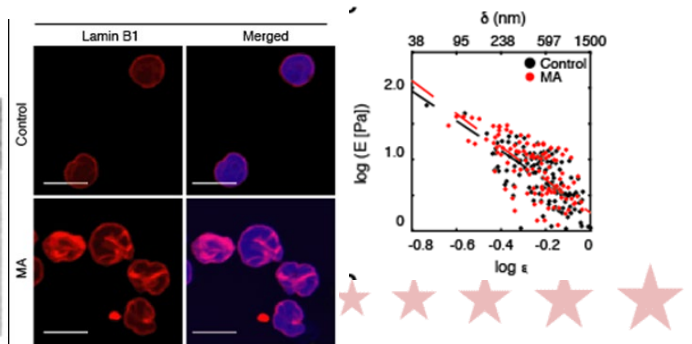 Lamin B1 Merged
Control
MA
δ (nm)
38 95 238 597 1500
Control
MA
log (E [Pa])
2.0
1.0
0
-0.8 -0.6 -0.4 -0.2 0
log ε